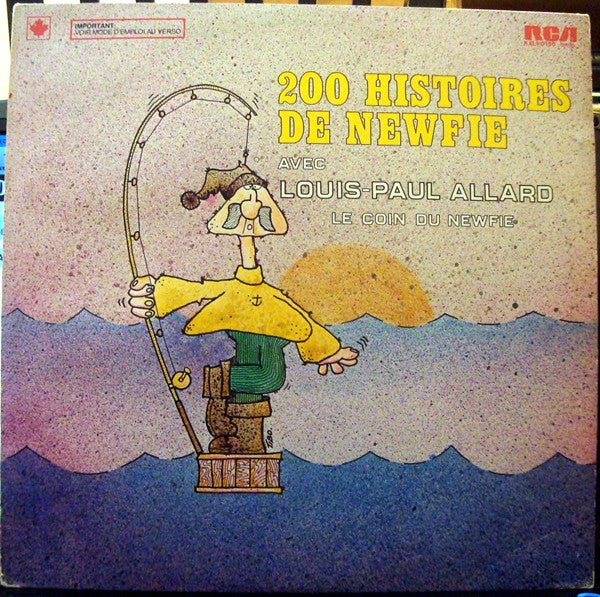 IMPORTANT:
VOIR MODE D'EMPLOI AU VERSO
RCA
200 HISTOIRES
DE NEWFIE
AVEC
LOUIS-PAUL ALLARD
LE COIN DU NEWFIE